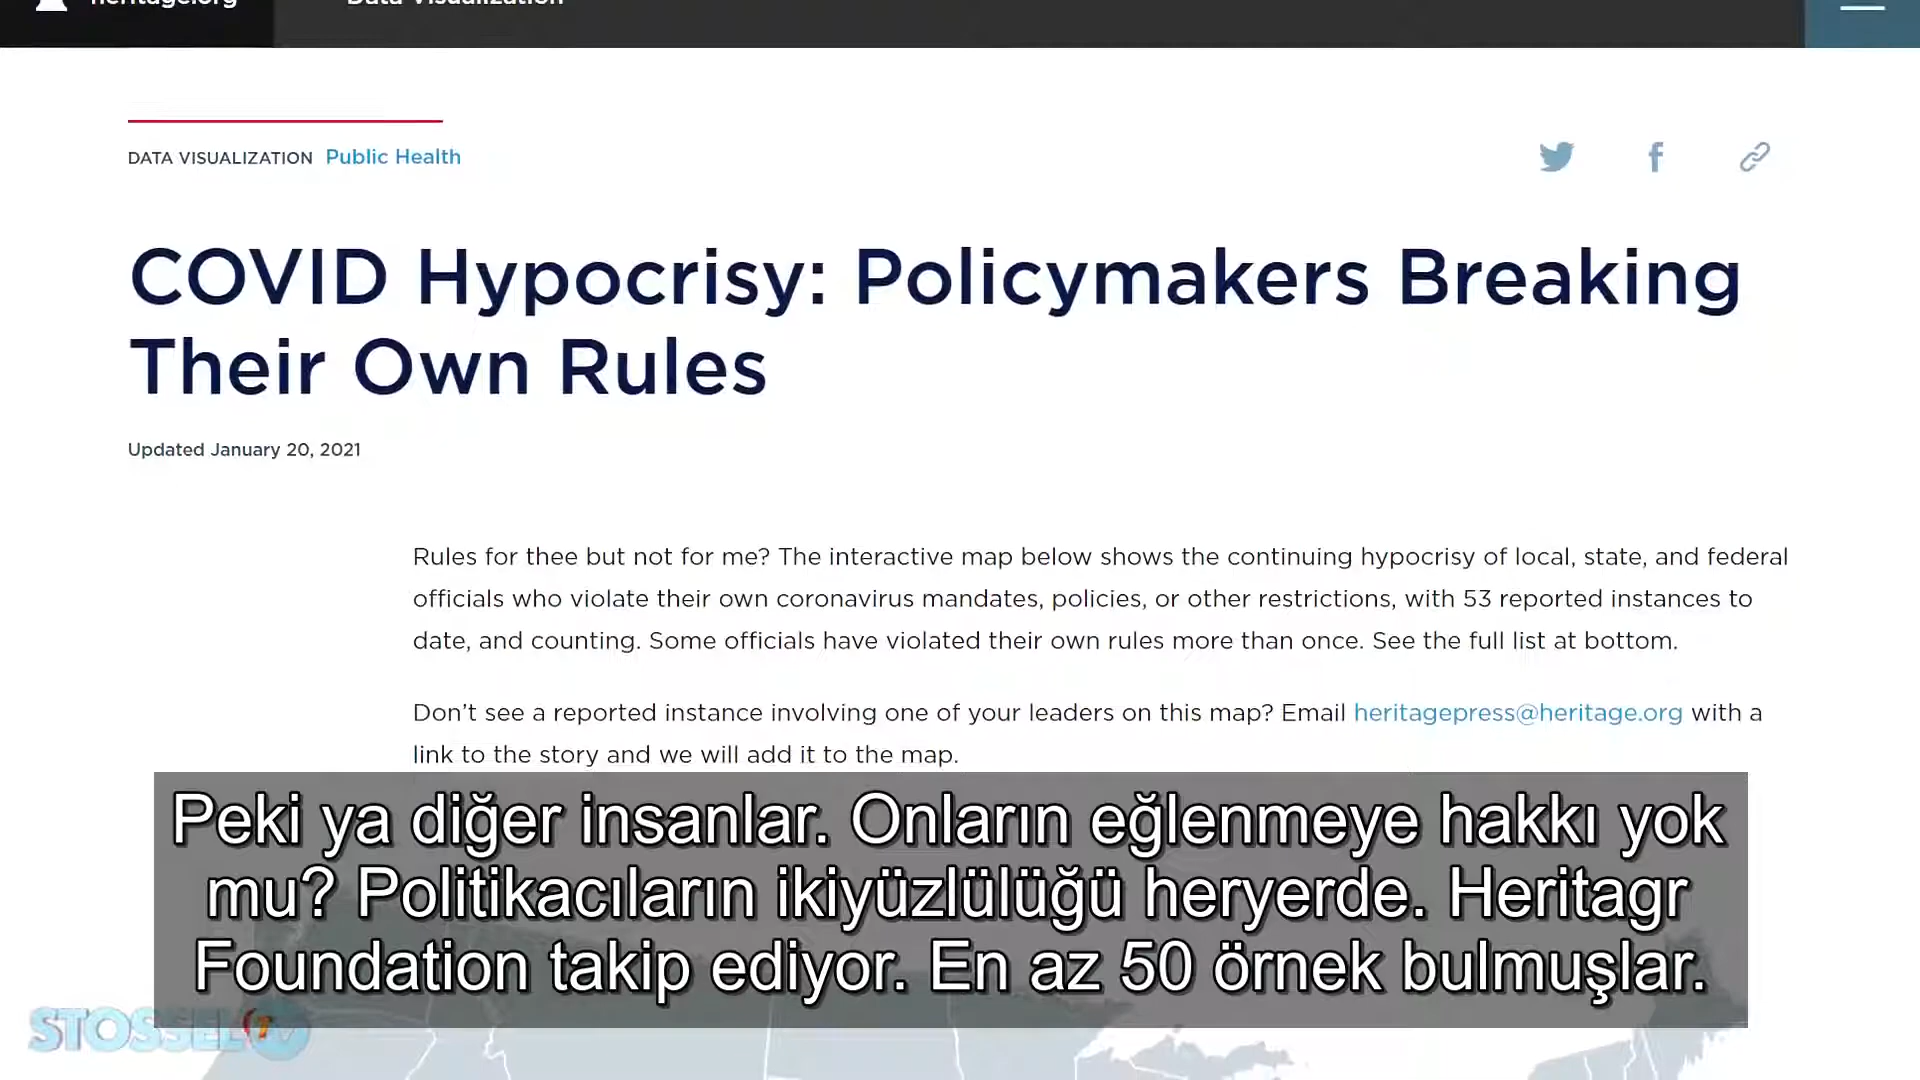 heritage.org
Data Visualization
DATA VISUALIZATION Public Health
COVID Hypocrisy: Policymakers Breaking
Their Own Rules
Updated January 20, 2021
Rules for thee but not for me? The interactive map below shows the continuing hypocrisy of local, state, and federal
officials who violate their own coronavirus mandates, policies, or other restrictions, with 53 reported instances to
date, and counting. Some officials have violated their own rules more than once. See the full list at bottom.
Don't see a reported instance involving one of your leaders on this map? Email heritagepress@heritage.org with a
link to the story and we will add it to the map.
Peki ya diğer insanlar. Onların eğlenmeye hakkı yok
mu? Politikacıların ikiyüzlülüğü heryerde. Heritagr
Foundation takip ediyor. En az 50 örnek bulmuşlar.
STOSSEL TV